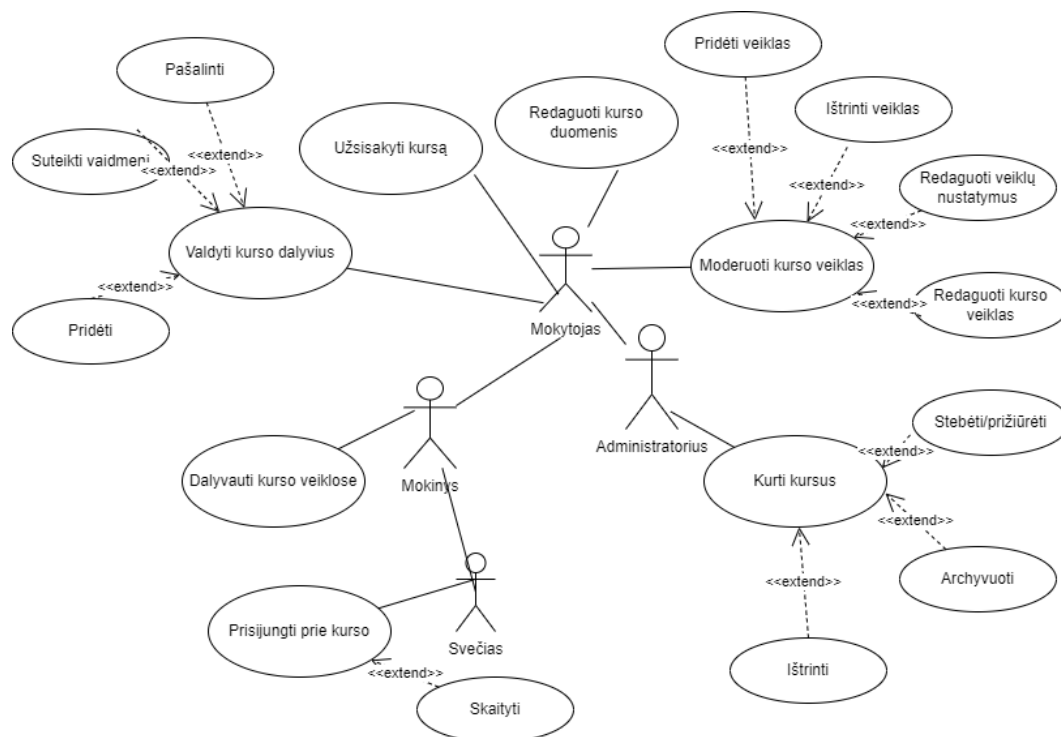 Pridėti veiklas
Pašalinti
Redaguoti kurso
duomenis
Ištrinti veiklas
Užsisakyti kursą
Suteikti vaidmenį
<<extend>>
<<extend>>
<<extend>>
<<extend>>
Redaguoti veiklų
nustatymus
<<extend>>
Valdyti kurso dalyvius
Moderuoti kurso veiklas
<<extend>>
<<extend>>
Redaguoti kurso
veiklas
Pridėti
Mokytojas
Administratorius
Stebėti/prižiūrėti
<<extend>>
Dalyvauti kurso veiklose
Mokinys
Kurti kursus
<<extend>>
<<extend>>
Archyvuoti
Prisijungti prie kurso
Svečias
<<extend>>
Ištrinti
Skaityti